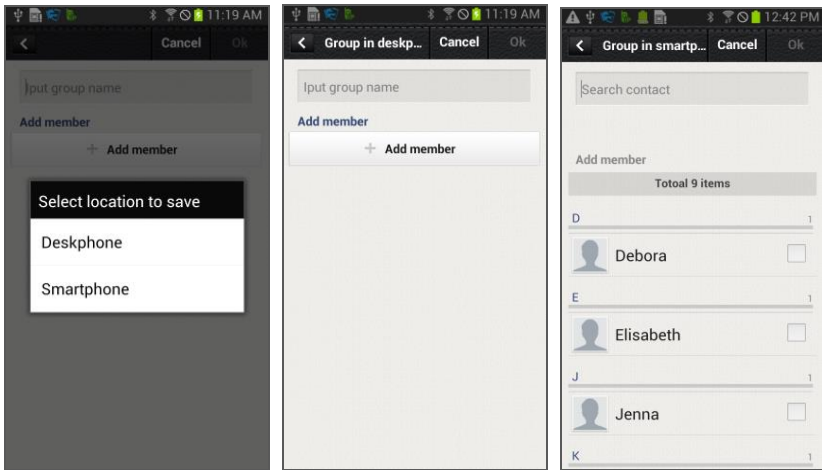 11:19 AM
Cancel
Ok
Iput group name
Add member
+ Add member
Select location to save
Deskphone
Smartphone
11:19 AM
Group in deskp...
Cancel
Ok
Iput group name
Add member
+ Add member
12:42 PM
Group in smartp...
Cancel
Ok
Search contact
Add member
Totoal 9 items
D 1
Debora
E 1
Elisabeth
J 1
Jenna
K 1